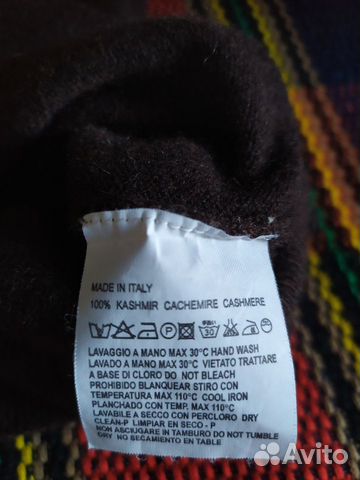 MADE IN ITALY
100% KASHMIR CACHEMIRE CASHMERE
30
LAVAGGIO A MANO MAX 30°C HAND WASH
LAVADO A MANO MAX 30°C VIETATO TRATTARE
A BASE DI CLORO DO NOT BLEACH
PROHIBIDO BLANQUEAR STIRO CON
TEMPERATURA MAX 110°C COOL IRON
PLANCHADO CON TEMP. MAX 110°C
LAVABILE A SECCO CON PERCLORO DRY
CLEAN-P LIMPIAR EN SECO - P
NON ASCIUGARE IN TAMBURO DO NOT TUMBLE
DRY NO SECAMIENTO EN TABLE
Avito